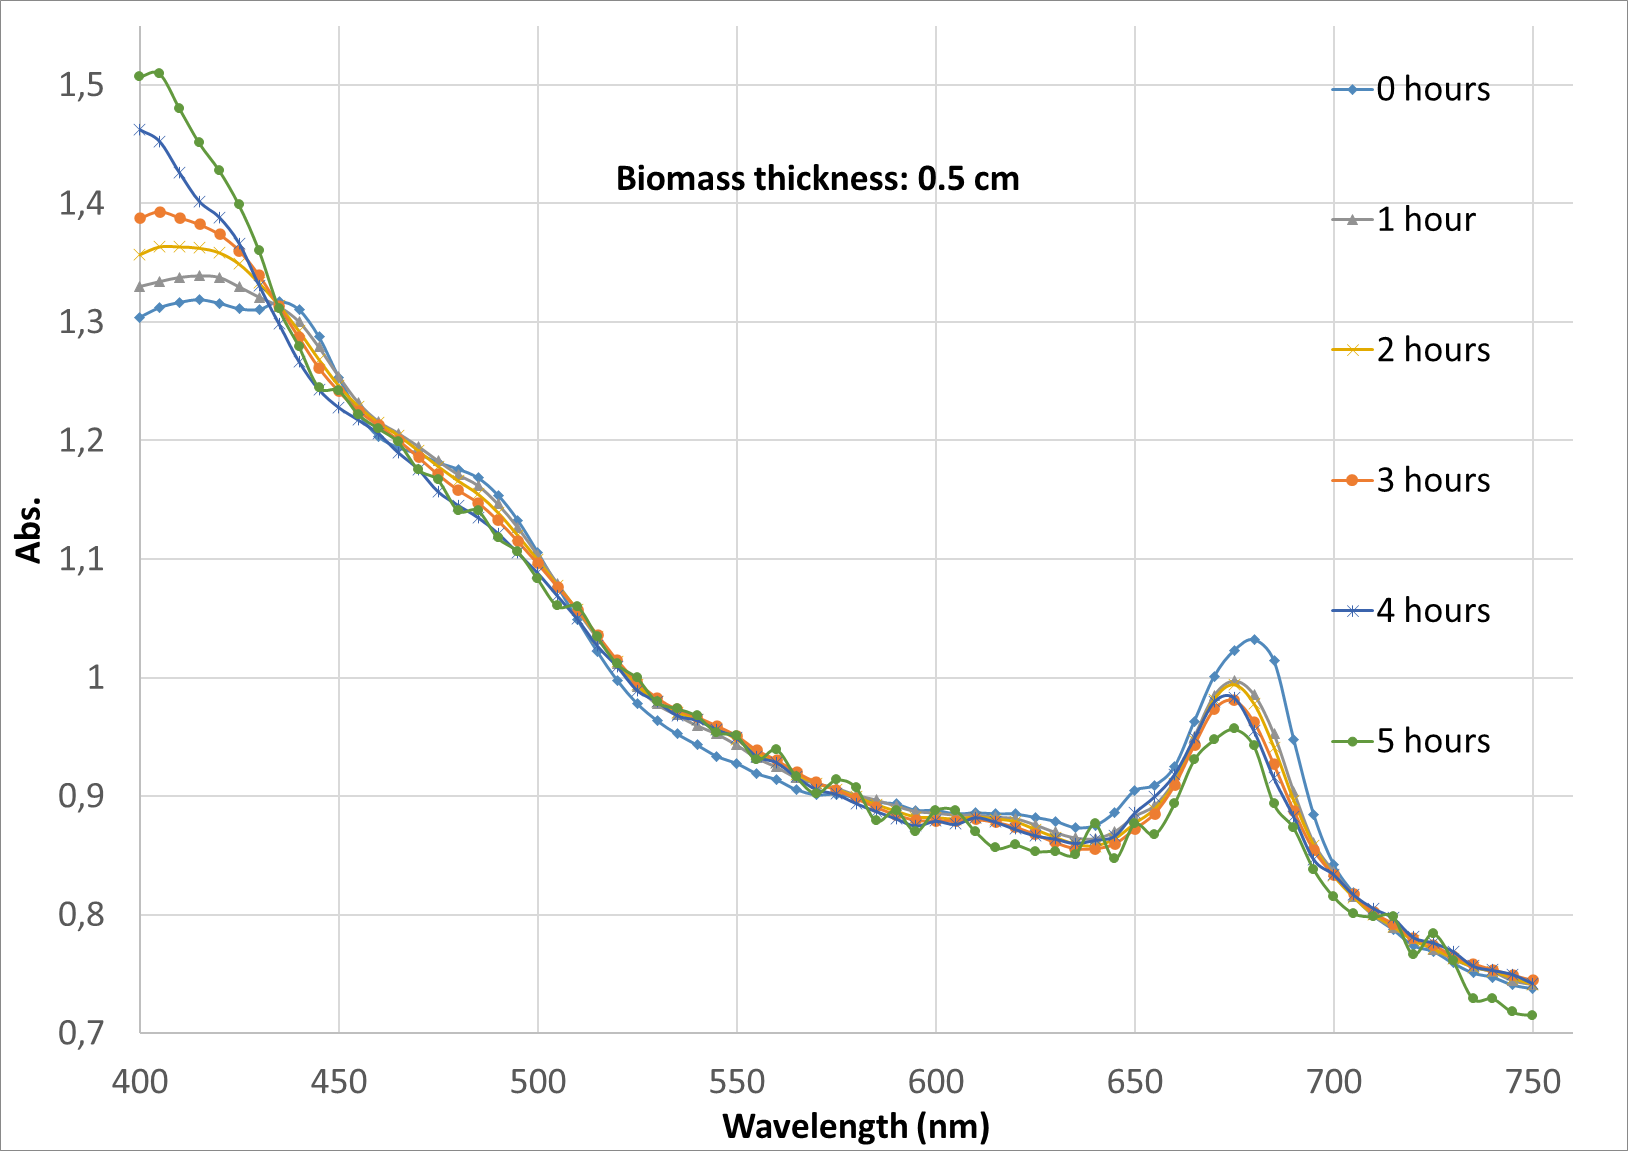 1,5
1,4
1,3
1,2
1,1
1
0,9
0,8
0,7
Abs.
Biomass thickness: 0.5 cm
0 hours
1 hour
2 hours
3 hours
4 hours
5 hours
400 450 500 550 600 650 700 750
Wavelength (nm)